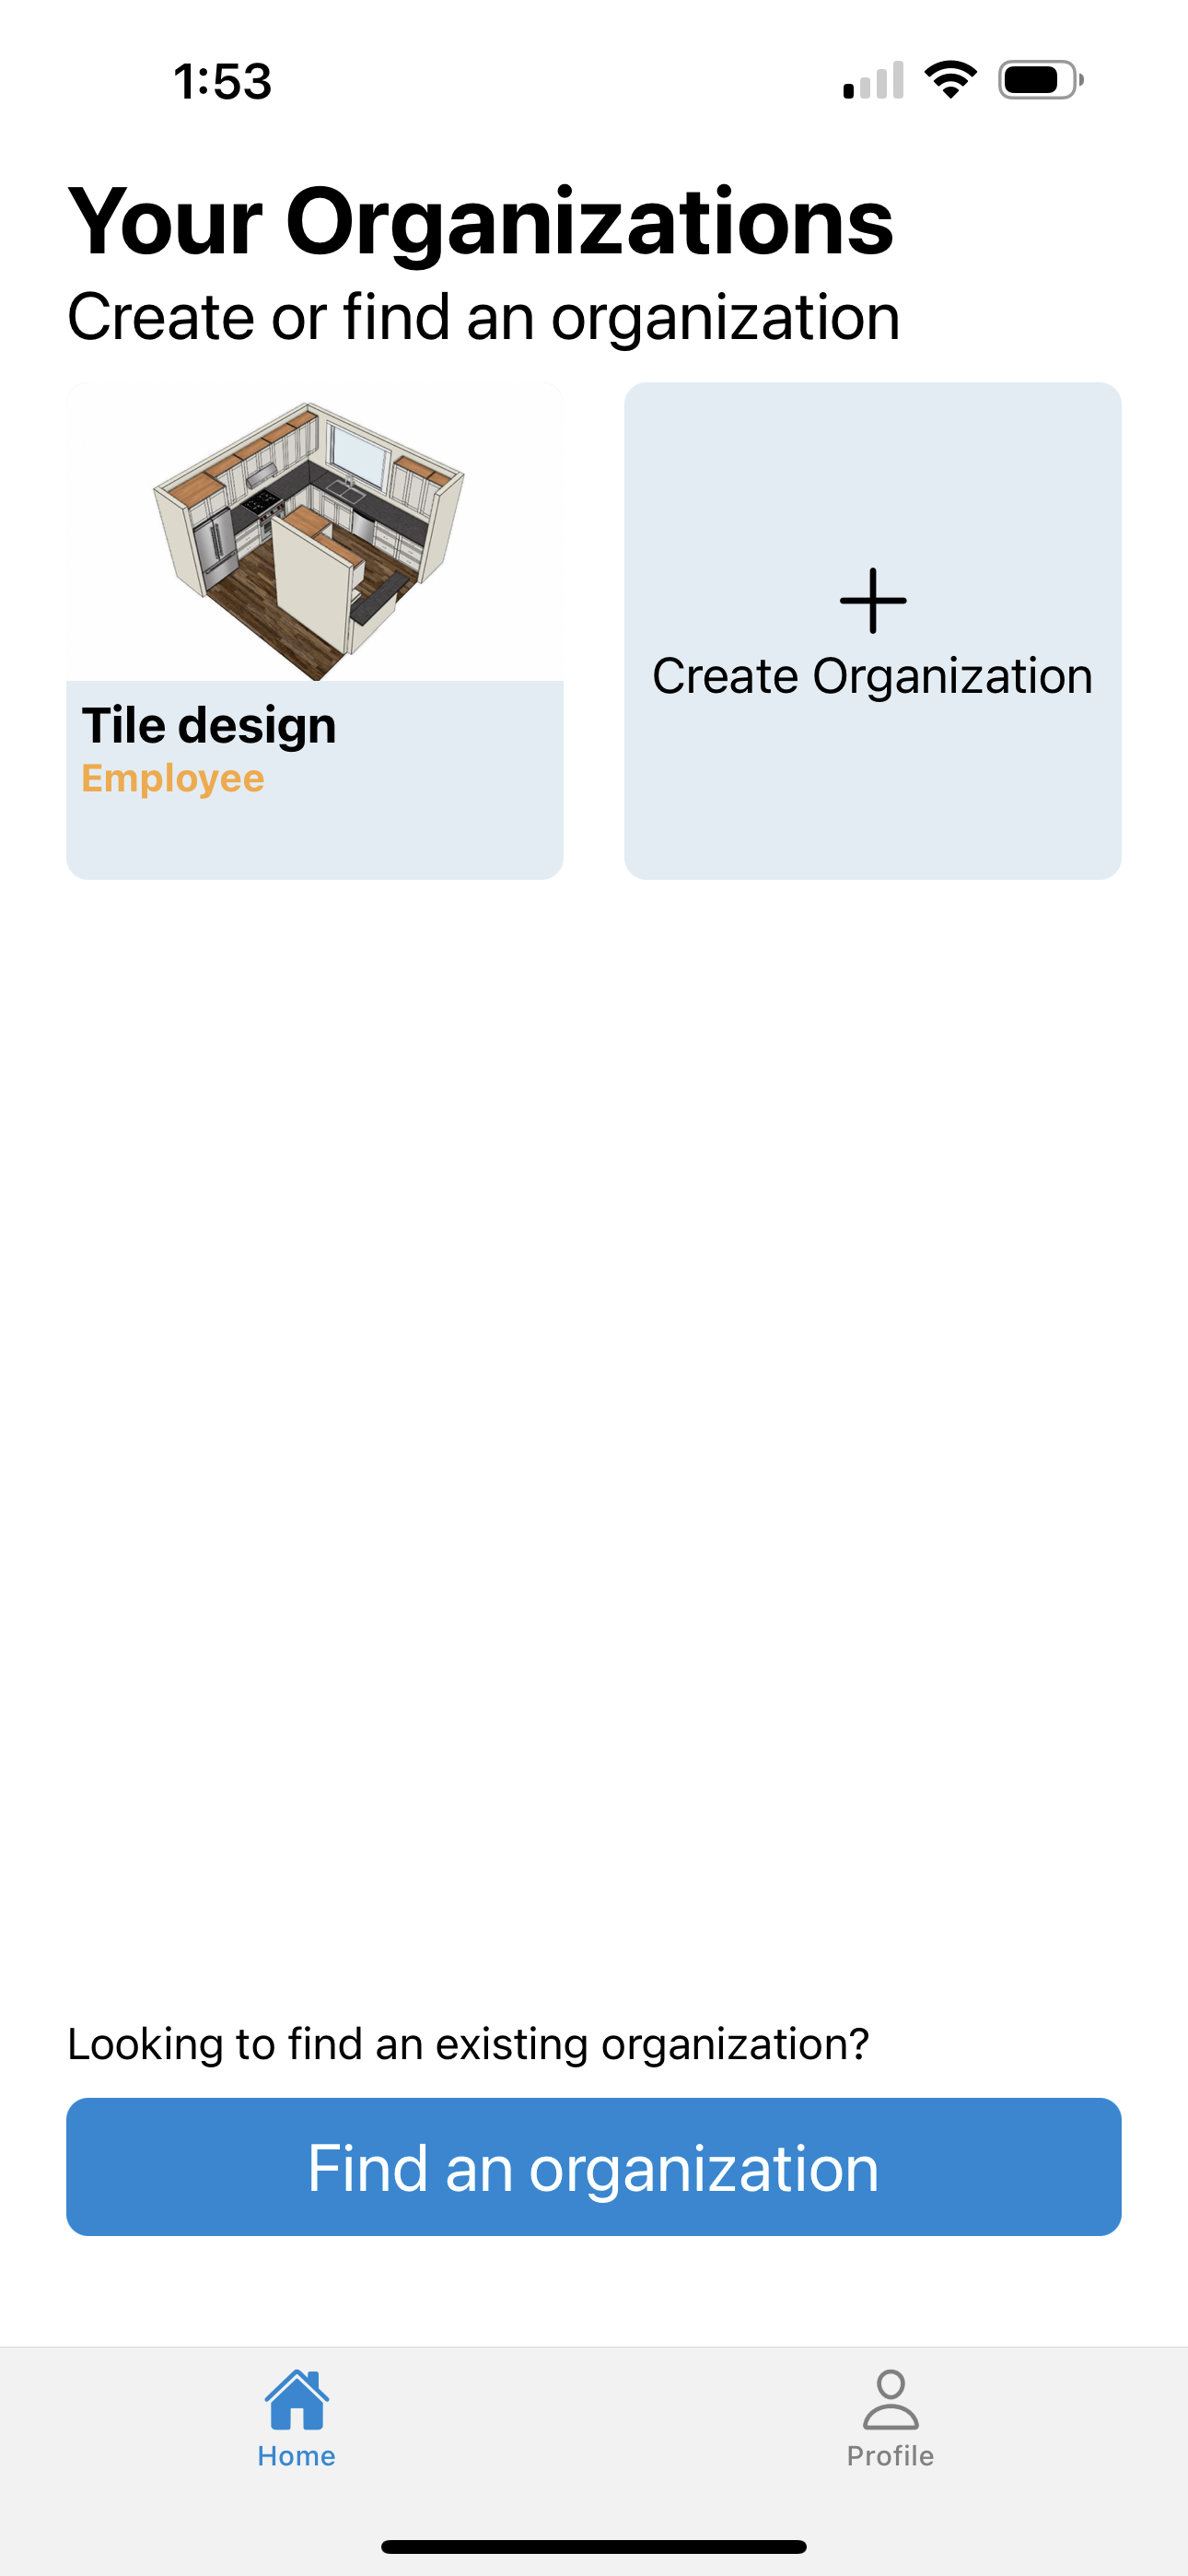 1:53
Your Organizations
Create or find an organization
Tile design
Employee
Create Organization
Looking to find an existing organization?
Find an organization
Home
Profile